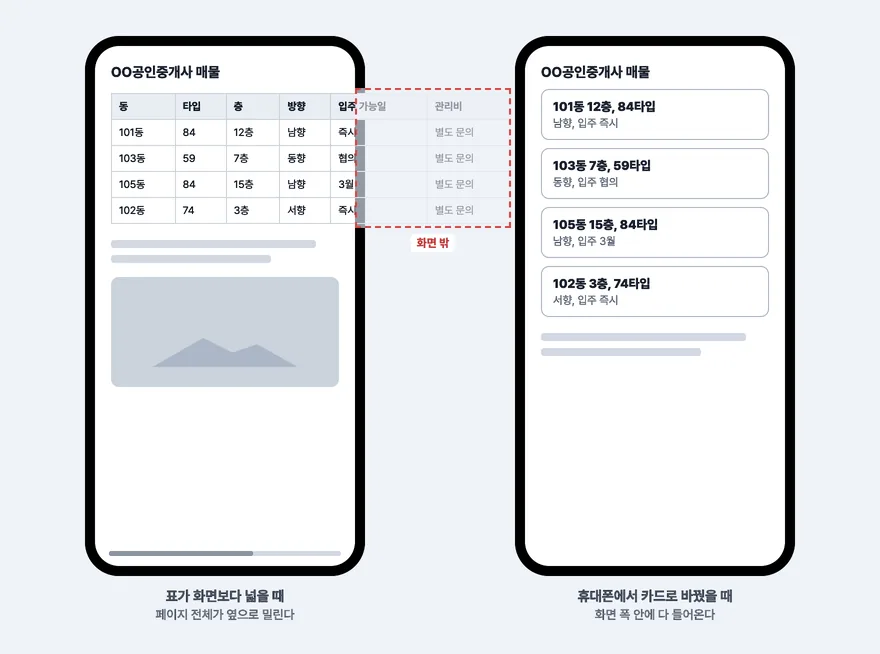 OO공인중개사 매물
동 타입 층 방향 입주가능일 관리비
101동 84 12층 남향 즉시 별도 문의
103동 59 7층 동향 협의 별도 문의
105동 84 15층 남향 3월 별도 문의
102동 74 3층 서향 즉시 별도 문의
화면 밖
표가 화면보다 넓을 때
페이지 전체가 옆으로 밀린다
OO공인중개사 매물
101동 12층, 84타입
남향, 입주 즉시
103동 7층, 59타입
동향, 입주 협의
105동 15층, 84타입
남향, 입주 3월
102동 3층, 74타입
서향, 입주 즉시
휴대폰에서 카드로 바꿨을 때
화면 폭 안에 다 들어온다